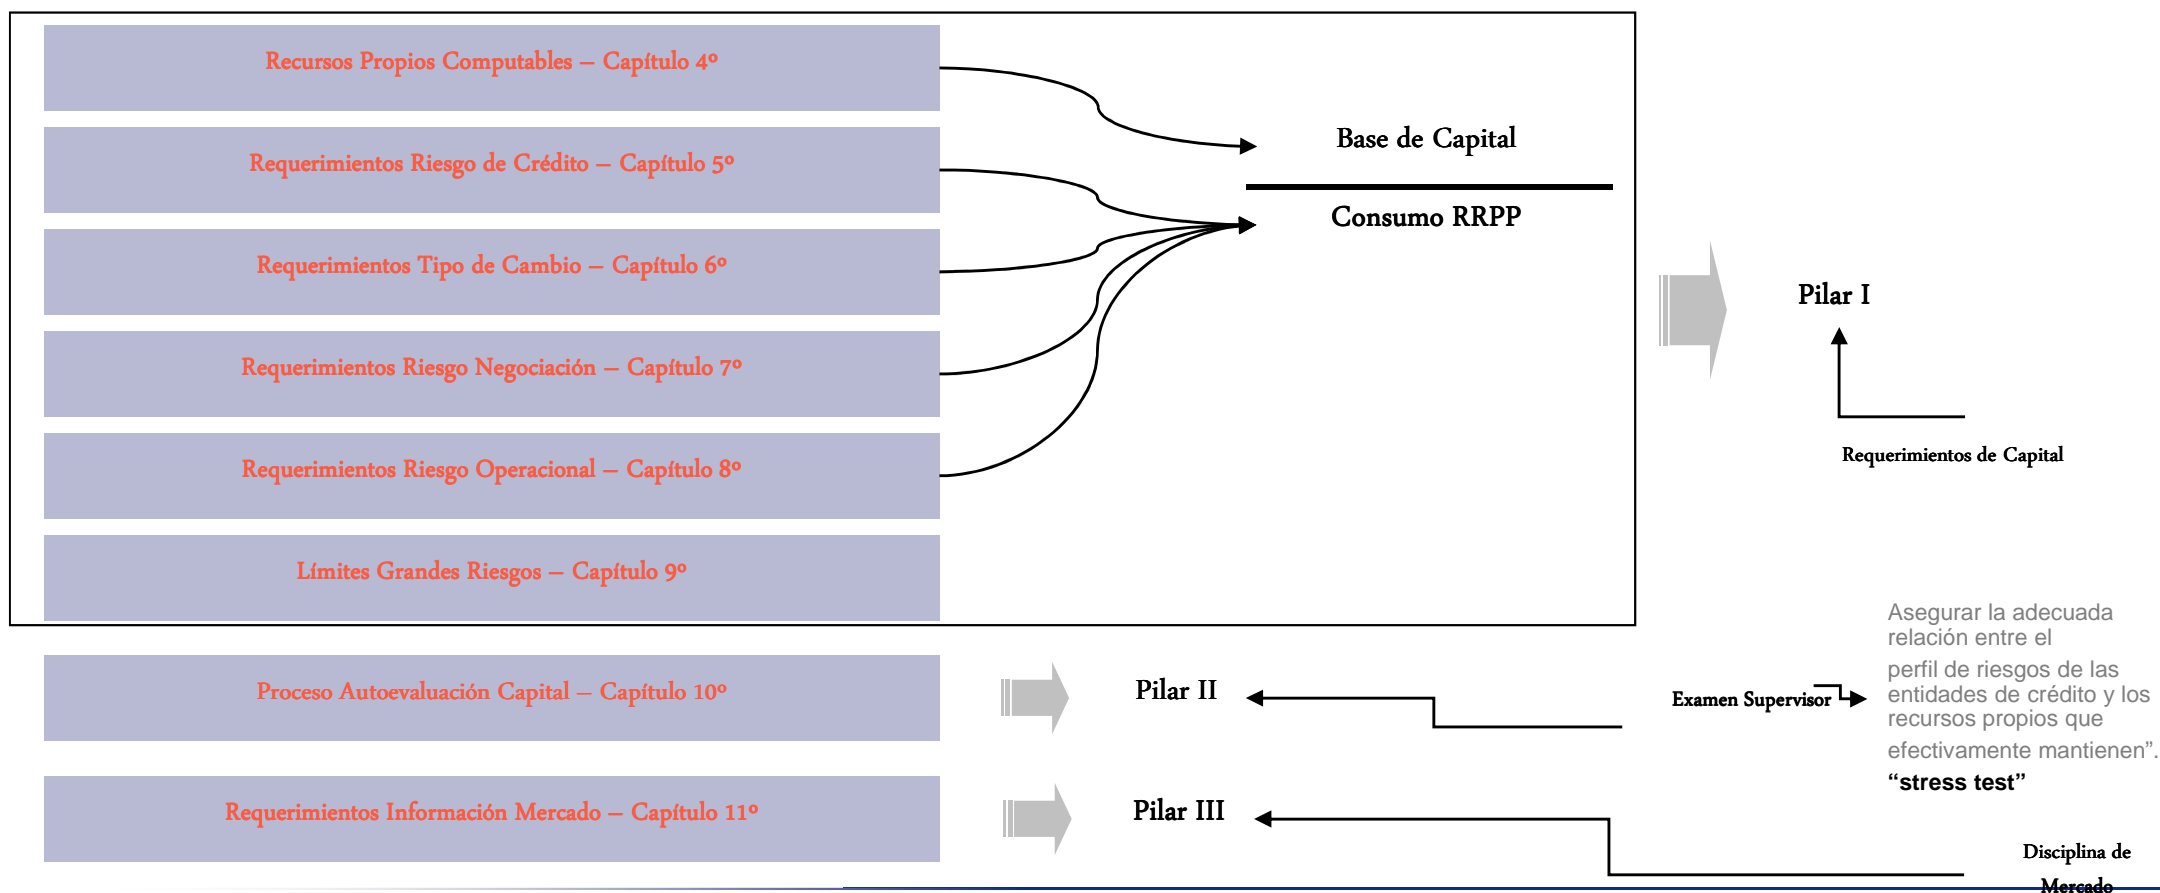 Recursos Propios Computables – Capítulo 4º
Requerimientos Riesgo de Crédito – Capítulo 5º
Requerimientos Tipo de Cambio – Capítulo 6º
Requerimientos Riesgo Negociación – Capítulo 7º
Requerimientos Riesgo Operacional – Capítulo 8º
Límites Grandes Riesgos – Capítulo 9º
Base de Capital
Consumo RRPP
Pilar I
Requerimientos de Capital
Proceso Autoevaluación Capital – Capítulo 10º
Pilar II
Examen Supervisor
Asegurar la adecuada
relación entre el
perfil de riesgos de las
entidades de crédito y los
recursos propios que
efectivamente mantienen”.
“stress test”
Requerimientos Información Mercado – Capítulo 11º
Pilar III
Disciplina de
Mercado